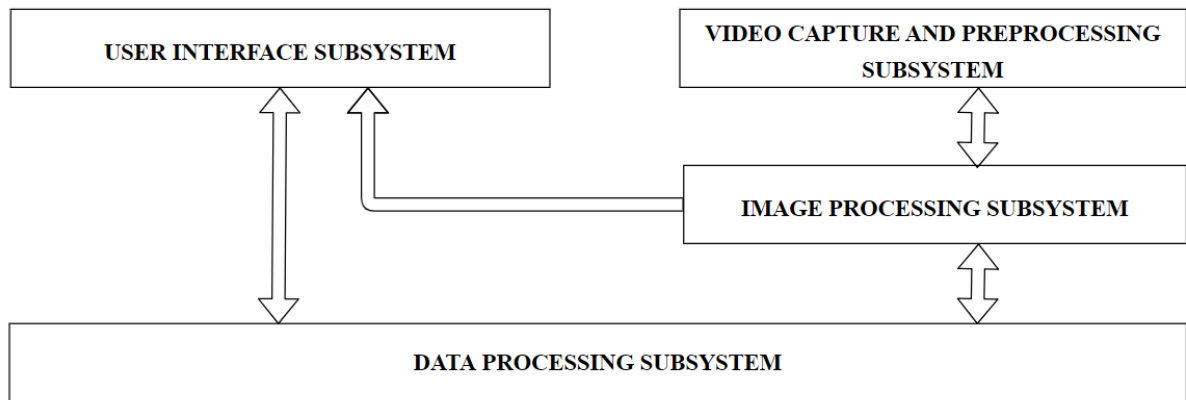 USER INTERFACE SUBSYSTEM
VIDEO CAPTURE AND PREPROCESSING
SUBSYSTEM
IMAGE PROCESSING SUBSYSTEM
DATA PROCESSING SUBSYSTEM